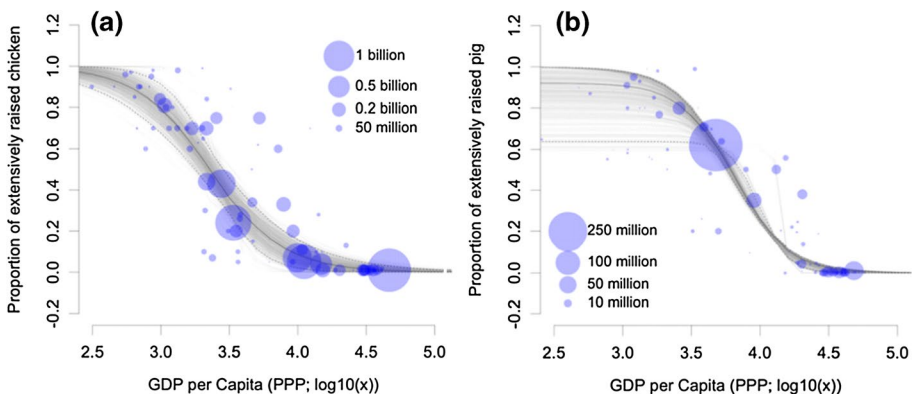 (a)
Proportion of extensively raised chicken
1.2
1.0
0.8
0.6
0.4
0.2
0.0
-0.2
1 billion
0.5 billion
0.2 billion
50 million
2.5 3.0 3.5 4.0 4.5 5.0
GDP per Capita (PPP; log10(x))
(b)
Proportion of extensively raised pig
1.2
1.0
0.8
0.6
0.4
0.2
0.0
-0.2
250 million
100 million
50 million
10 million
2.5 3.0 3.5 4.0 4.5 5.0
GDP per Capita (PPP; log10(x))